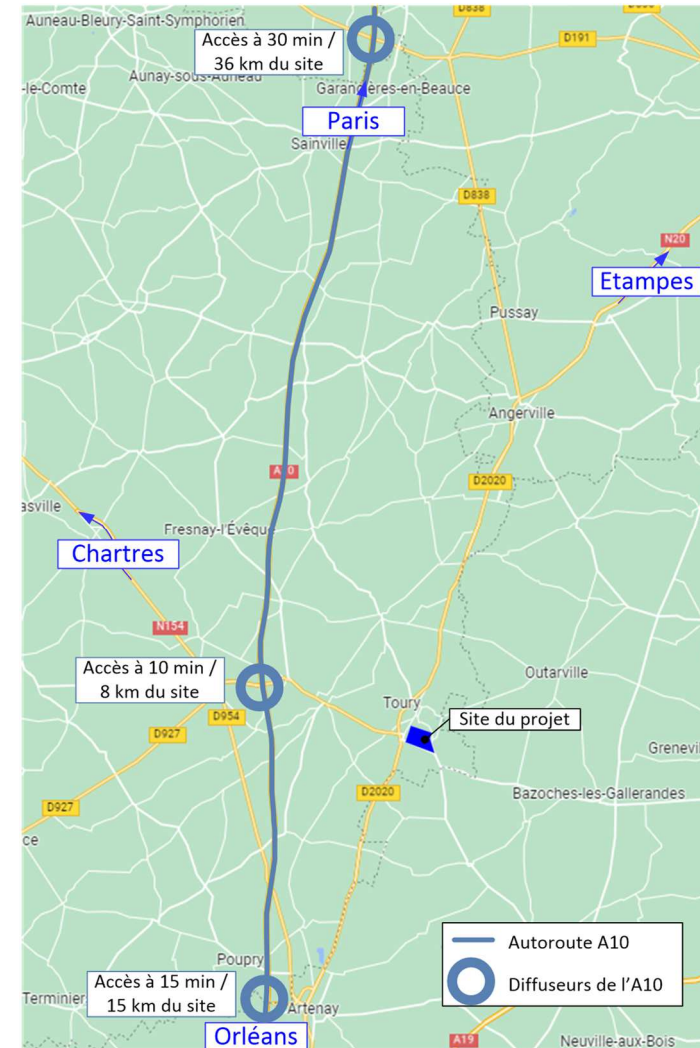 Auneau-Bleury-Saint-Symphorien
D838
D191
Accès à 30 min /
36 km du site
Aunay-sous-Auneau
-le-Comte
Garancières-en-Beauce
Paris
Sainville
D838
N20
Etampes
Pussay
Angerville
A10
D2020
asville
Fresnay-l'Évêque
Chartres
N154
Accès à 10 min /
8 km du site
Outarville
Toury
D954
Site du projet
D927
Grenevil
D2020
Bazoches-les-Gallerandes
D927
ce
Autoroute A10
Poupry
Diffuseurs de l'A10
Accès à 15 min /
15 km du site
Terminier
Artenay
Orléans
A19
Neuville-aux-Bois